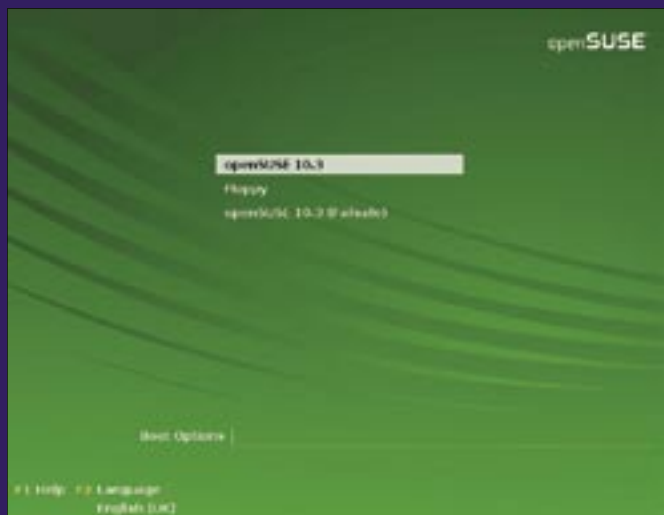 openSUSE
openSUSE 10.3
Floppy
openSUSE 10.3 (Failsafe)
Boot Options
F1 Help F2 Language
English (UK)